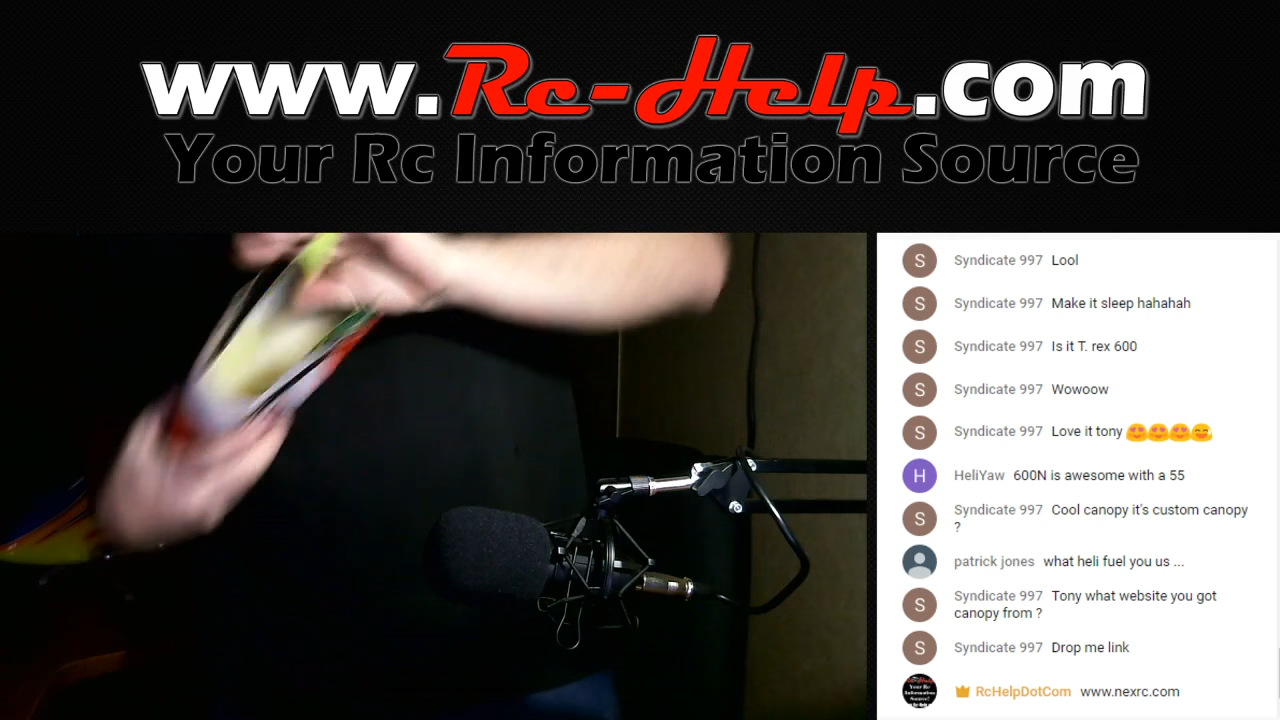 www.Rc-Help.com
Your Rc Information Source
S Syndicate 997 Lool
S Syndicate 997 Make it sleep hahahah
S Syndicate 997 Is it T. rex 600
S Syndicate 997 Wowoow
S Syndicate 997 Love it tony 😍😍😍😄
H HeliYaw 600N is awesome with a 55
S Syndicate 997 Cool canopy it's custom canopy
?
patrick jones what heli fuel you us ...
S Syndicate 997 Tony what website you got
canopy from ?
S Syndicate 997 Drop me link
RcHelpDotCom www.nexrc.com